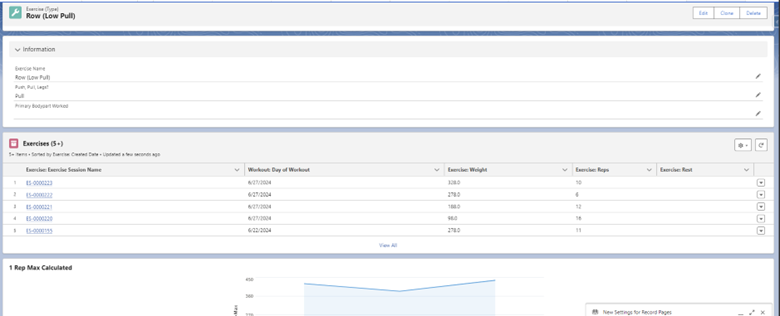 Exercise (Type)
Row (Low Pull)
Edit Clone Delete
Information
Exercise Name
Row (Low Pull)
Push, Pull, Legs?
Pull
Primary Bodypart Worked
Exercises (5+)
5+ items • Sorted by Exercise: Created Date • Updated a few seconds ago
Exercise: Exercise Session Name Workout: Day of Workout Exercise: Weight Exercise: Reps Exercise: Rest
1 ES-0000223 6/27/2024 10
2 ES-0000222 6/27/2024 278.0 8
3 ES-0000221 6/27/2024 188.0 12
4 ES-0000220 6/27/2024 98.0 16
5 ES-0000155 6/22/2024 278.0 11
View All
1 Rep Max Calculated
New Settings for Record Pages